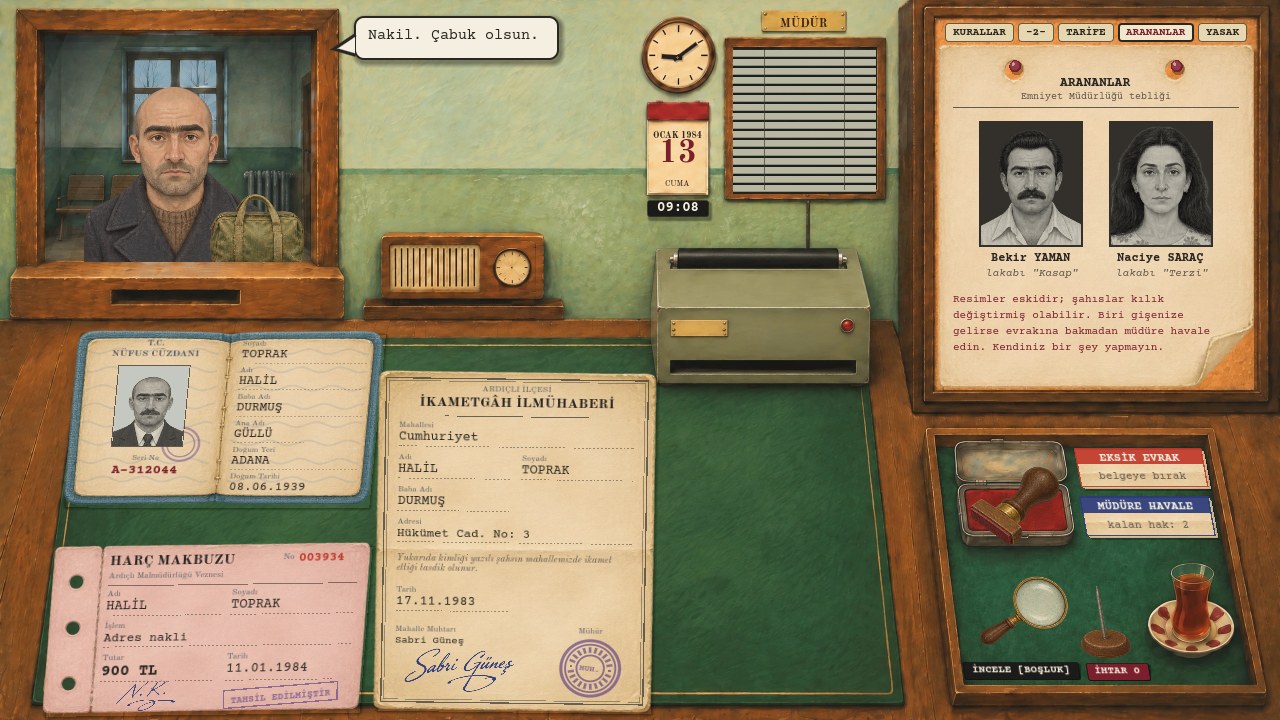 Nakil. Çabuk olsun.
MÜDÜR
OCAK 1984
13
CUMA
09:08
KURALLAR
-2-
TARİFE
ARANANLAR
YASAK
ARANANLAR
Emniyet Müdürlüğü tebliği
Bekir YAMAN
lakabı "Kasap"
Naciye SARAÇ
lakabı "Terzi"
Resimler eskidir; şahıslar kılık
değiştirmiş olabilir. Biri gişenize
gelirse evrakına bakmadan müdüre havale
edin. Kendiniz bir şey yapmayın.
T.C.
NÜFUS CÜZDANI
Seri No
A-312044
Soyadı
TOPRAK
Adı
HALİL
Baba Adı
DURMUŞ
Ana Adı
GÜLLÜ
Doğum Yeri
ADANA
Doğum Tarihi
08.06.1939
ARDIÇLI İLÇESİ
İKAMETGÂH İLMÜHABERİ
Mahallesi
Cumhuriyet
Adı
HALİL
Soyadı
TOPRAK
Baba Adı
DURMUŞ
Adresi
Hükümet Cad. No: 3
Yukarıda kimliği yazılı şahsın mahallemizde ikamet
ettiği tasdik olunur.
Tarih
17.11.1983
Mahalle Muhtarı
Sabri Güneş
Sabri Güneş
Mühür
MUH.
HARÇ MAKBUZU
No 003934
Ardıçlı Malmüdürlüğü Veznesi
Adı
HALİL
Soyadı
TOPRAK
İşlem
Adres nakli
Tutar
900 TL
Tarih
11.01.1984
N.K.
TAHSİL EDİLMİŞTİR
EKSİK EVRAK
belgeye bırak
MÜDÜRE HAVALE
kalan hak: 2
İNCELE [BOŞLUK]
İHTAR 0